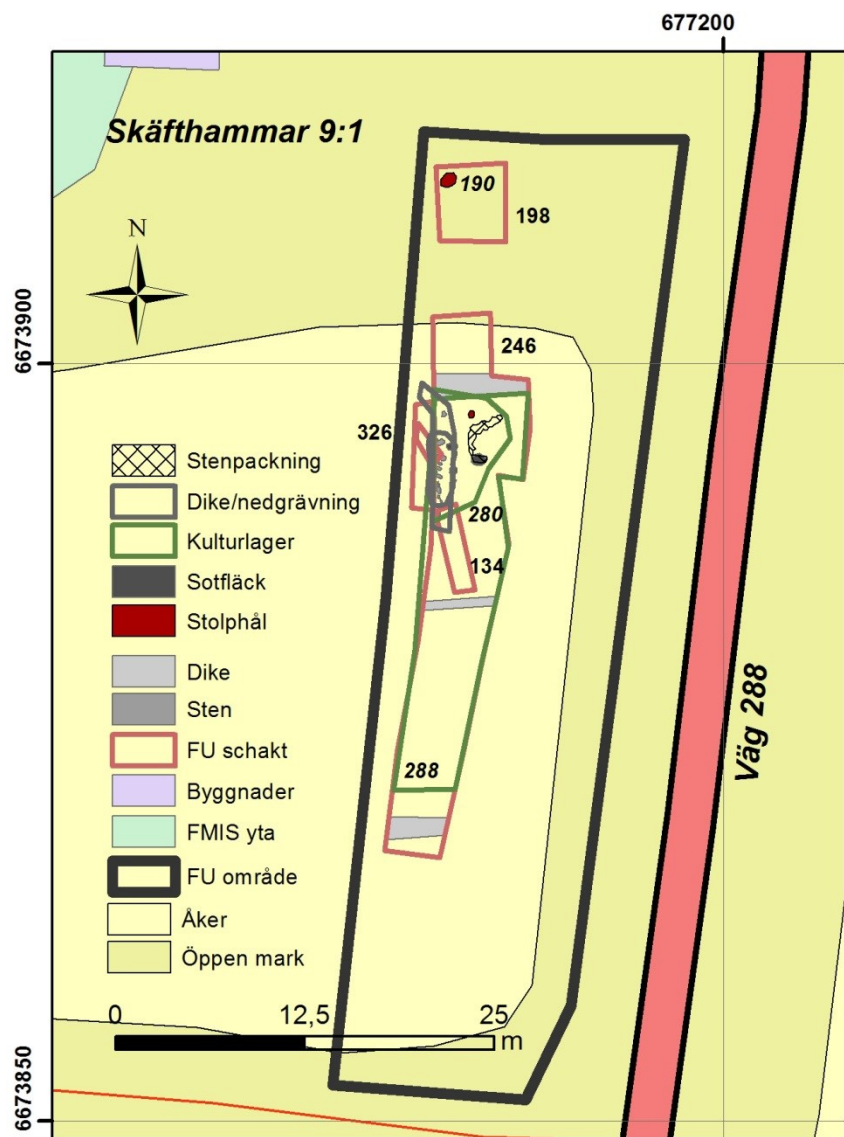 677200
Skäfthammar 9:1
190
198
N
6673900
246
326
Stenpackning
Dike/nedgrävning
280
Kulturlager
134
Sotfläck
Stolphål
Dike
Sten
FU schakt
Väg 288
288
Byggnader
FMIS yta
FU område
Åker
Öppen mark
0 12,5 25
m
6673850